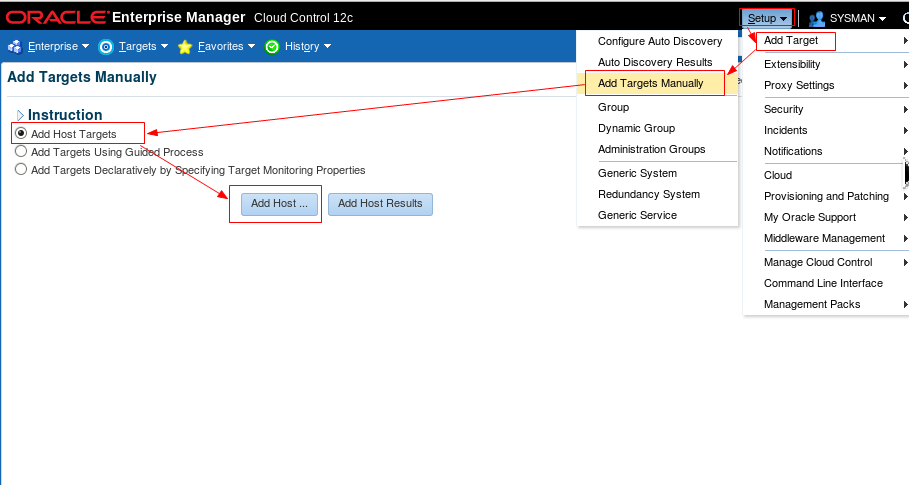 ORACLE Enterprise Manager Cloud Control 12c
Setup SYSMAN
Enterprise Targets Favorites History
Add Targets Manually
Instruction
Add Host Targets
Add Targets Using Guided Process
Add Targets Declaratively by Specifying Target Monitoring Properties
Add Host ... Add Host Results
Configure Auto Discovery
Auto Discovery Results
Add Targets Manually
Group
Dynamic Group
Administration Groups
Generic System
Redundancy System
Generic Service
Add Target
Extensibility
Proxy Settings
Security
Incidents
Notifications
Cloud
Provisioning and Patching
My Oracle Support
Middleware Management
Manage Cloud Control
Command Line Interface
Management Packs